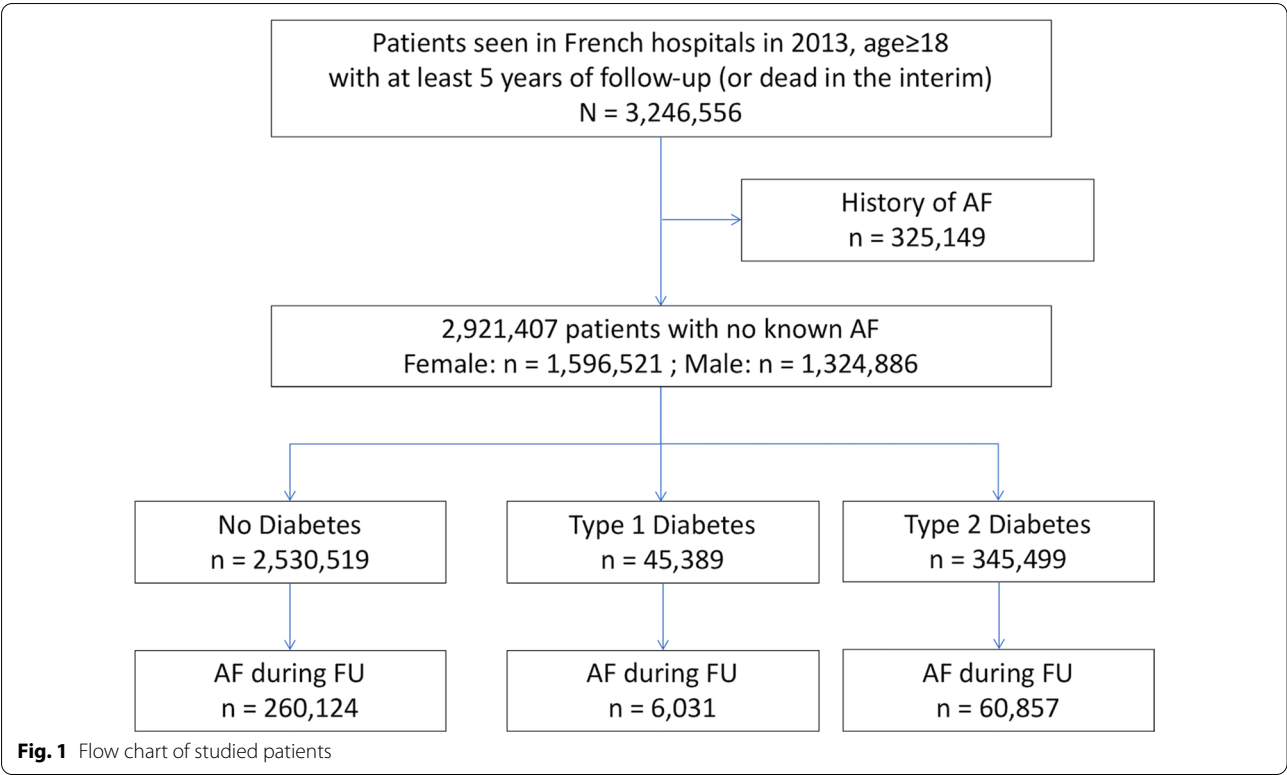 Patients seen in French hospitals in 2013, age≥18
with at least 5 years of follow-up (or dead in the interim)
N = 3,246,556
History of AF
n = 325,149
2,921,407 patients with no known AF
Female: n = 1,596,521 ; Male: n = 1,324,886
No Diabetes
n = 2,530,519
Type 1 Diabetes
n = 45,389
Type 2 Diabetes
n = 345,499
AF during FU
n = 260,124
AF during FU
n = 6,031
AF during FU
n = 60,857
Fig. 1 Flow chart of studied patients